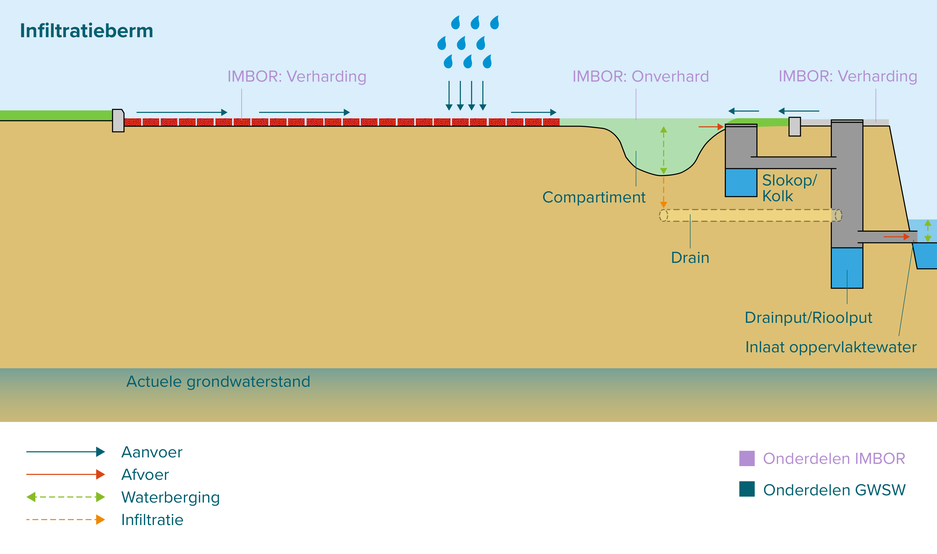 Infiltratieberm
IMBOR: Verharding
IMBOR: Onverhard
IMBOR: Verharding
Compartiment
Slokop/
Kolk
Drain
Drainput/Rioolput
Inlaat oppervlaktewater
Actuele grondwaterstand
Aanvoer
Afvoer
Waterberging
Infiltratie
Onderdelen IMBOR
Onderdelen GWSW